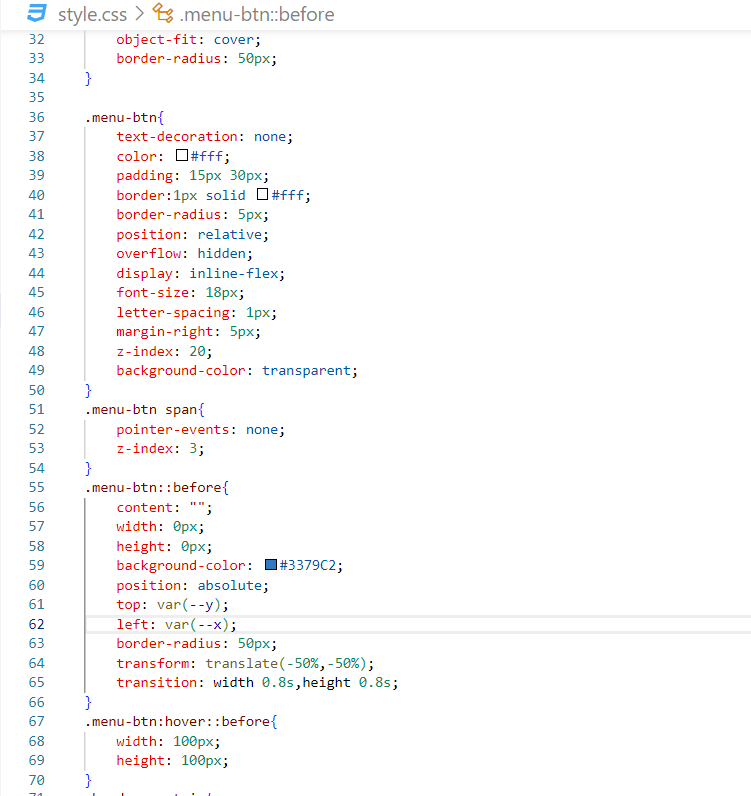 style.css > .menu-btn::before
32 object-fit: cover;
33 border-radius: 50px;
34 }
35
36 .menu-btn{
37 text-decoration: none;
38 color: #fff;
39 padding: 15px 30px;
40 border:1px solid #fff;
41 border-radius: 5px;
42 position: relative;
43 overflow: hidden;
44 display: inline-flex;
45 font-size: 18px;
46 letter-spacing: 1px;
47 margin-right: 5px;
48 z-index: 20;
49 background-color: transparent;
50 }
51 .menu-btn span{
52 pointer-events: none;
53 z-index: 3;
54 }
55 .menu-btn::before{
56 content: "";
57 width: 0px;
58 height: 0px;
59 background-color: #3379C2;
60 position: absolute;
61 top: var(--y);
62 left: var(--x);
63 border-radius: 50px;
64 transform: translate(-50%,-50%);
65 transition: width 0.8s,height 0.8s;
66 }
67 .menu-btn:hover::before{
68 width: 100px;
69 height: 100px;
70 }